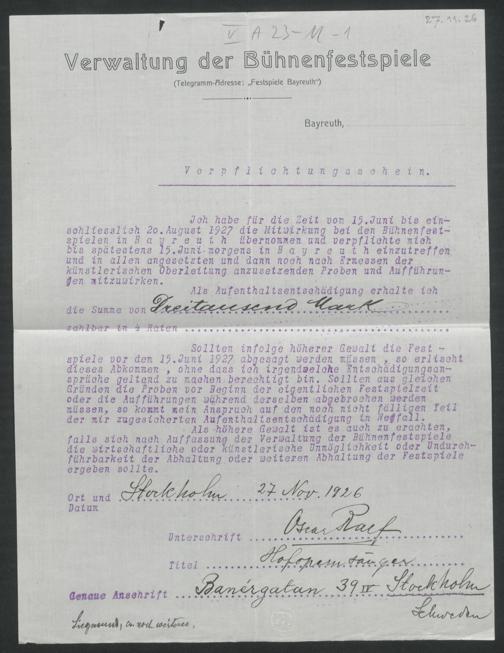 27.11.26
V A 23-M-1
Verwaltung der Bühnenfestspiele
(Telegramm-Adresse: „Festspiele Bayreuth")
Bayreuth,
Verpflichtungsschein.
Ich habe für die Zeit von 15.Juni bis ein-
schliesslich 20.August 1927 die Mitwirkung bei den Bühnenfest-
spielen in Bayreuth übernommen und verpflichte mich
bis spätestens 15.Juni morgens in Bayreuth einzutreffen
und in allen angesetzten und dann noch nach Ermessen der
künstlerischen Oberleitung anzusetzenden Proben und Aufführun-
gen mitzuwirken.
Als Aufenthaltsentschädigung erhalte ich
die Summe von Dreitausend Mark
zahlbar in 4 Raten
Sollten infolge höherer Gewalt die Fest -
spiele vor dem 15.Juni 1927 abgesagt werden müssen , so erlischt
dieses Abkommen , ohne dass ich irgendwelche Entschädigungsan-
sprüche geltend zu machen berechtigt bin. Sollten aus gleichen
Gründen die Proben vor Beginn der eigentlichen Festspielzeit
oder die Aufführungen während derselben abgebrochen werden
müssen, so kommt mein Anspruch auf den noch nicht fälligen Teil
der mir zugesicherten Aufenthaltsentschädigung in Wegfall.
Als höhere Gewalt ist es auch zu erachten,
falls sich nach Auffassung der Verwaltung der Bühnenfestspiele
die wirtschaftliche oder künstlerische Unmöglichkeit oder Undurch-
führbarkeit der Abhaltung oder weiteren Abhaltung der Festspiele
ergeben sollte.
Ort und Stockholm 27 Nov. 1926
Datum
Unterschrift Oscar Ralf
Titel Hofopernsänger
Genaue Anschrift Banérgatan 39 IV Stockholm
Schweden
Siegmund,